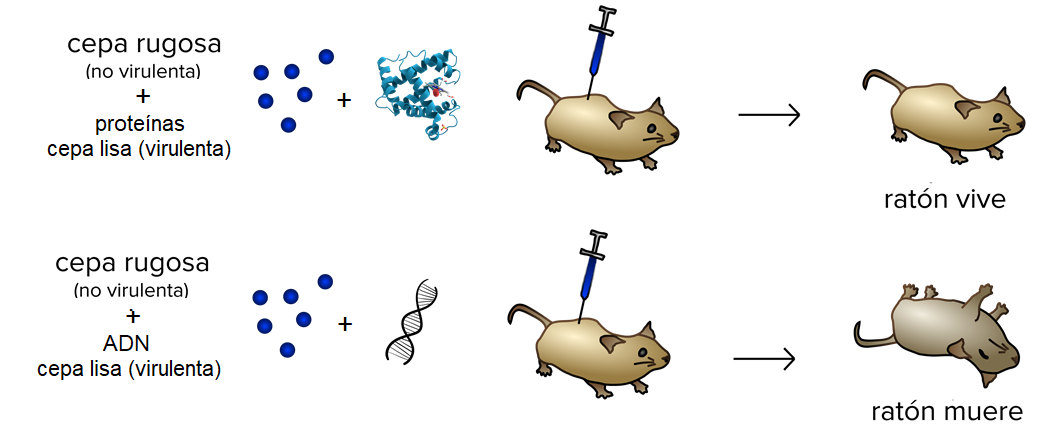 cepa rugosa
(no virulenta)
+
proteínas
cepa lisa (virulenta)
+
ratón vive
cepa rugosa
(no virulenta)
+
ADN
cepa lisa (virulenta)
+
ratón muere